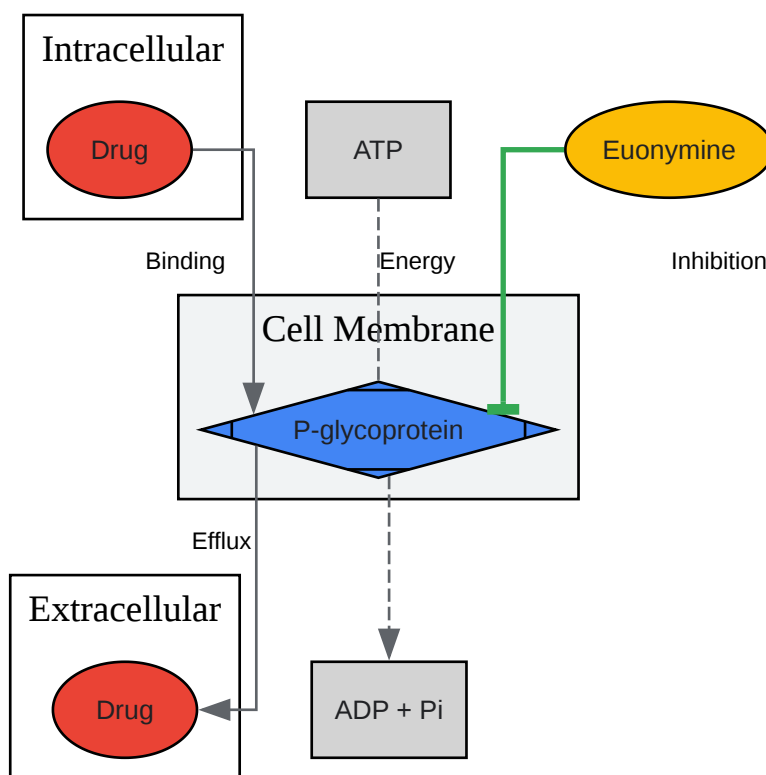 Intracellular
Drug
ATP
Euonymine
Binding
Energy
Inhibition
Cell Membrane
P-glycoprotein
Efflux
Extracellular
Drug
ADP + Pi